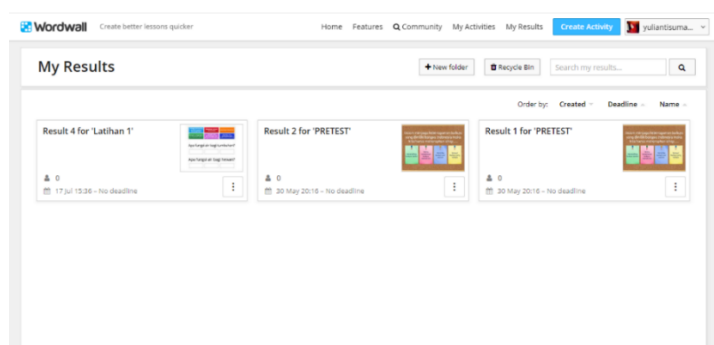 Wordwall Create better lessons quicker Home Features Community My Activities My Results Create Activity yuliantisuma...
My Results
New folder Recycle Bin Search my results...
Order by: Created Deadline Name
Result 4 for 'Latihan 1'
0
17 Jul 15:36 – No deadline
Result 2 for 'PRETEST'
0
30 May 20:16 – No deadline
Result 1 for 'PRETEST'
0
30 May 20:16 – No deadline